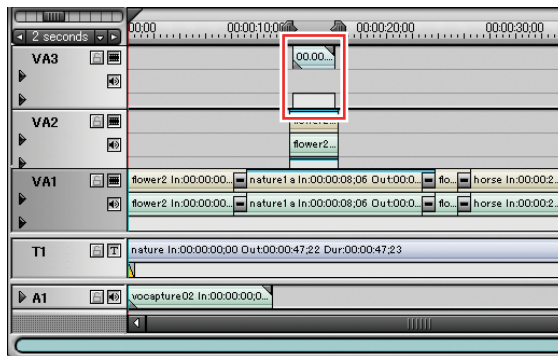 00;00 00:00:10;00 00:00:20;00 00:00:30;00
2 seconds
VA3
00.00....
VA2
flower2...
VA1
flower2 In:00:00:00... nature1 a In:00:00:08;06 Out:00:0... flo... horse In:00:00:2...
flower2 In:00:00:00... nature1 a In:00:00:08;06 Out:00:0... flo... horse In:00:00:2...
T1 T nature In:00:00:00;00 Out:00:00:47;22 Dur:00:00:47;23
A1 vocapture02 In:00:00:00;0...